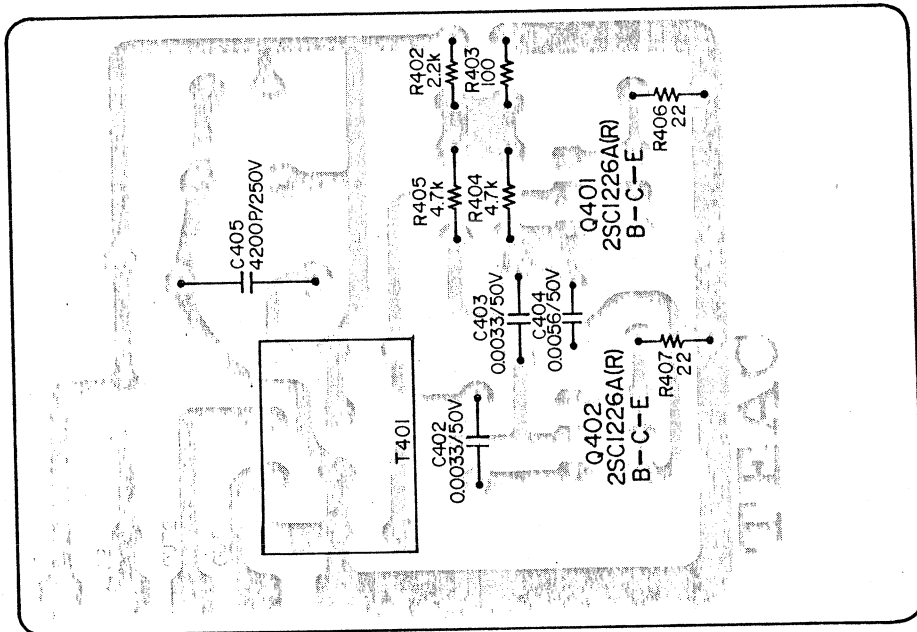 R402
2.2k
R403
100
R405
4.7k
R404
4.7k
R406
22
Q401
2SC1226A(R)
B-C-E
C405
4200P/250V
C403
0.0033/50V
C404
0.0056/50V
R407
22
T401
C402
0.0033/50V
Q402
2SC1226A(R)
B-C-E
TEAC